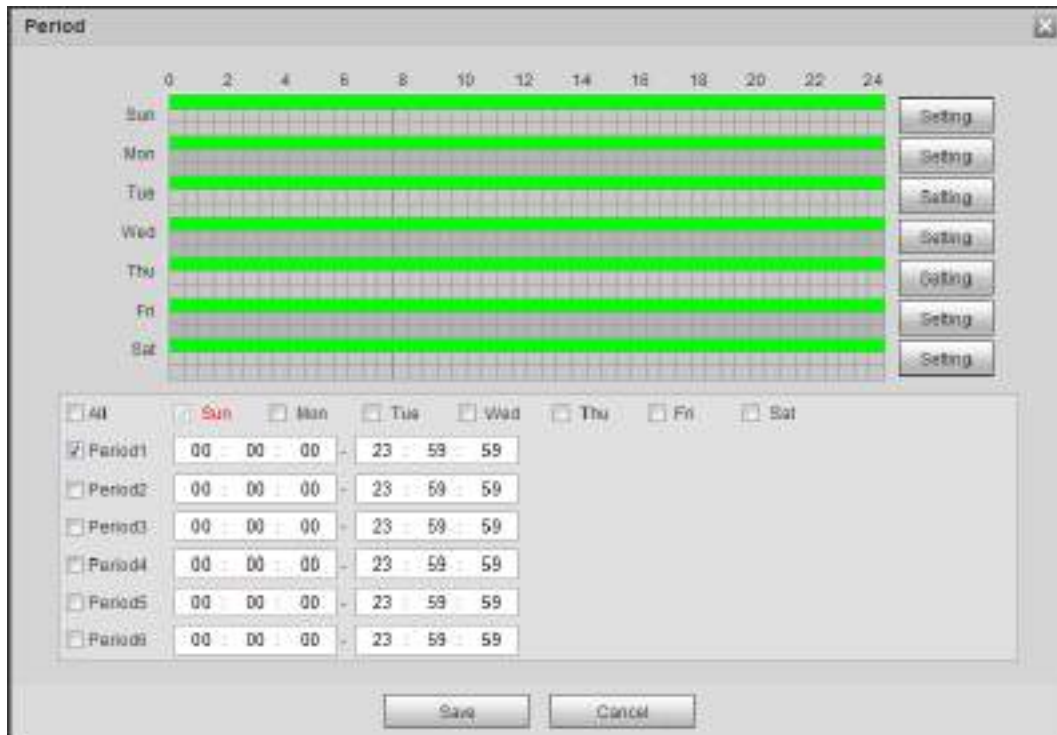 Period
0 2 4 6 8 10 12 14 16 18 20 22 24
Sun Setting
Mon Setting
Tue Setting
Wed Setting
Thu Setting
Fri Setting
Sat Setting
All Sun Mon Tue Wed Thu Fri Sat
Period1 00 : 00 : 00 - 23 : 59 : 59
Period2 00 : 00 : 00 - 23 : 59 : 59
Period3 00 : 00 : 00 - 23 : 59 : 59
Period4 00 : 00 : 00 - 23 : 59 : 59
Period5 00 : 00 : 00 - 23 : 59 : 59
Period6 00 : 00 : 00 - 23 : 59 : 59
Save Cancel